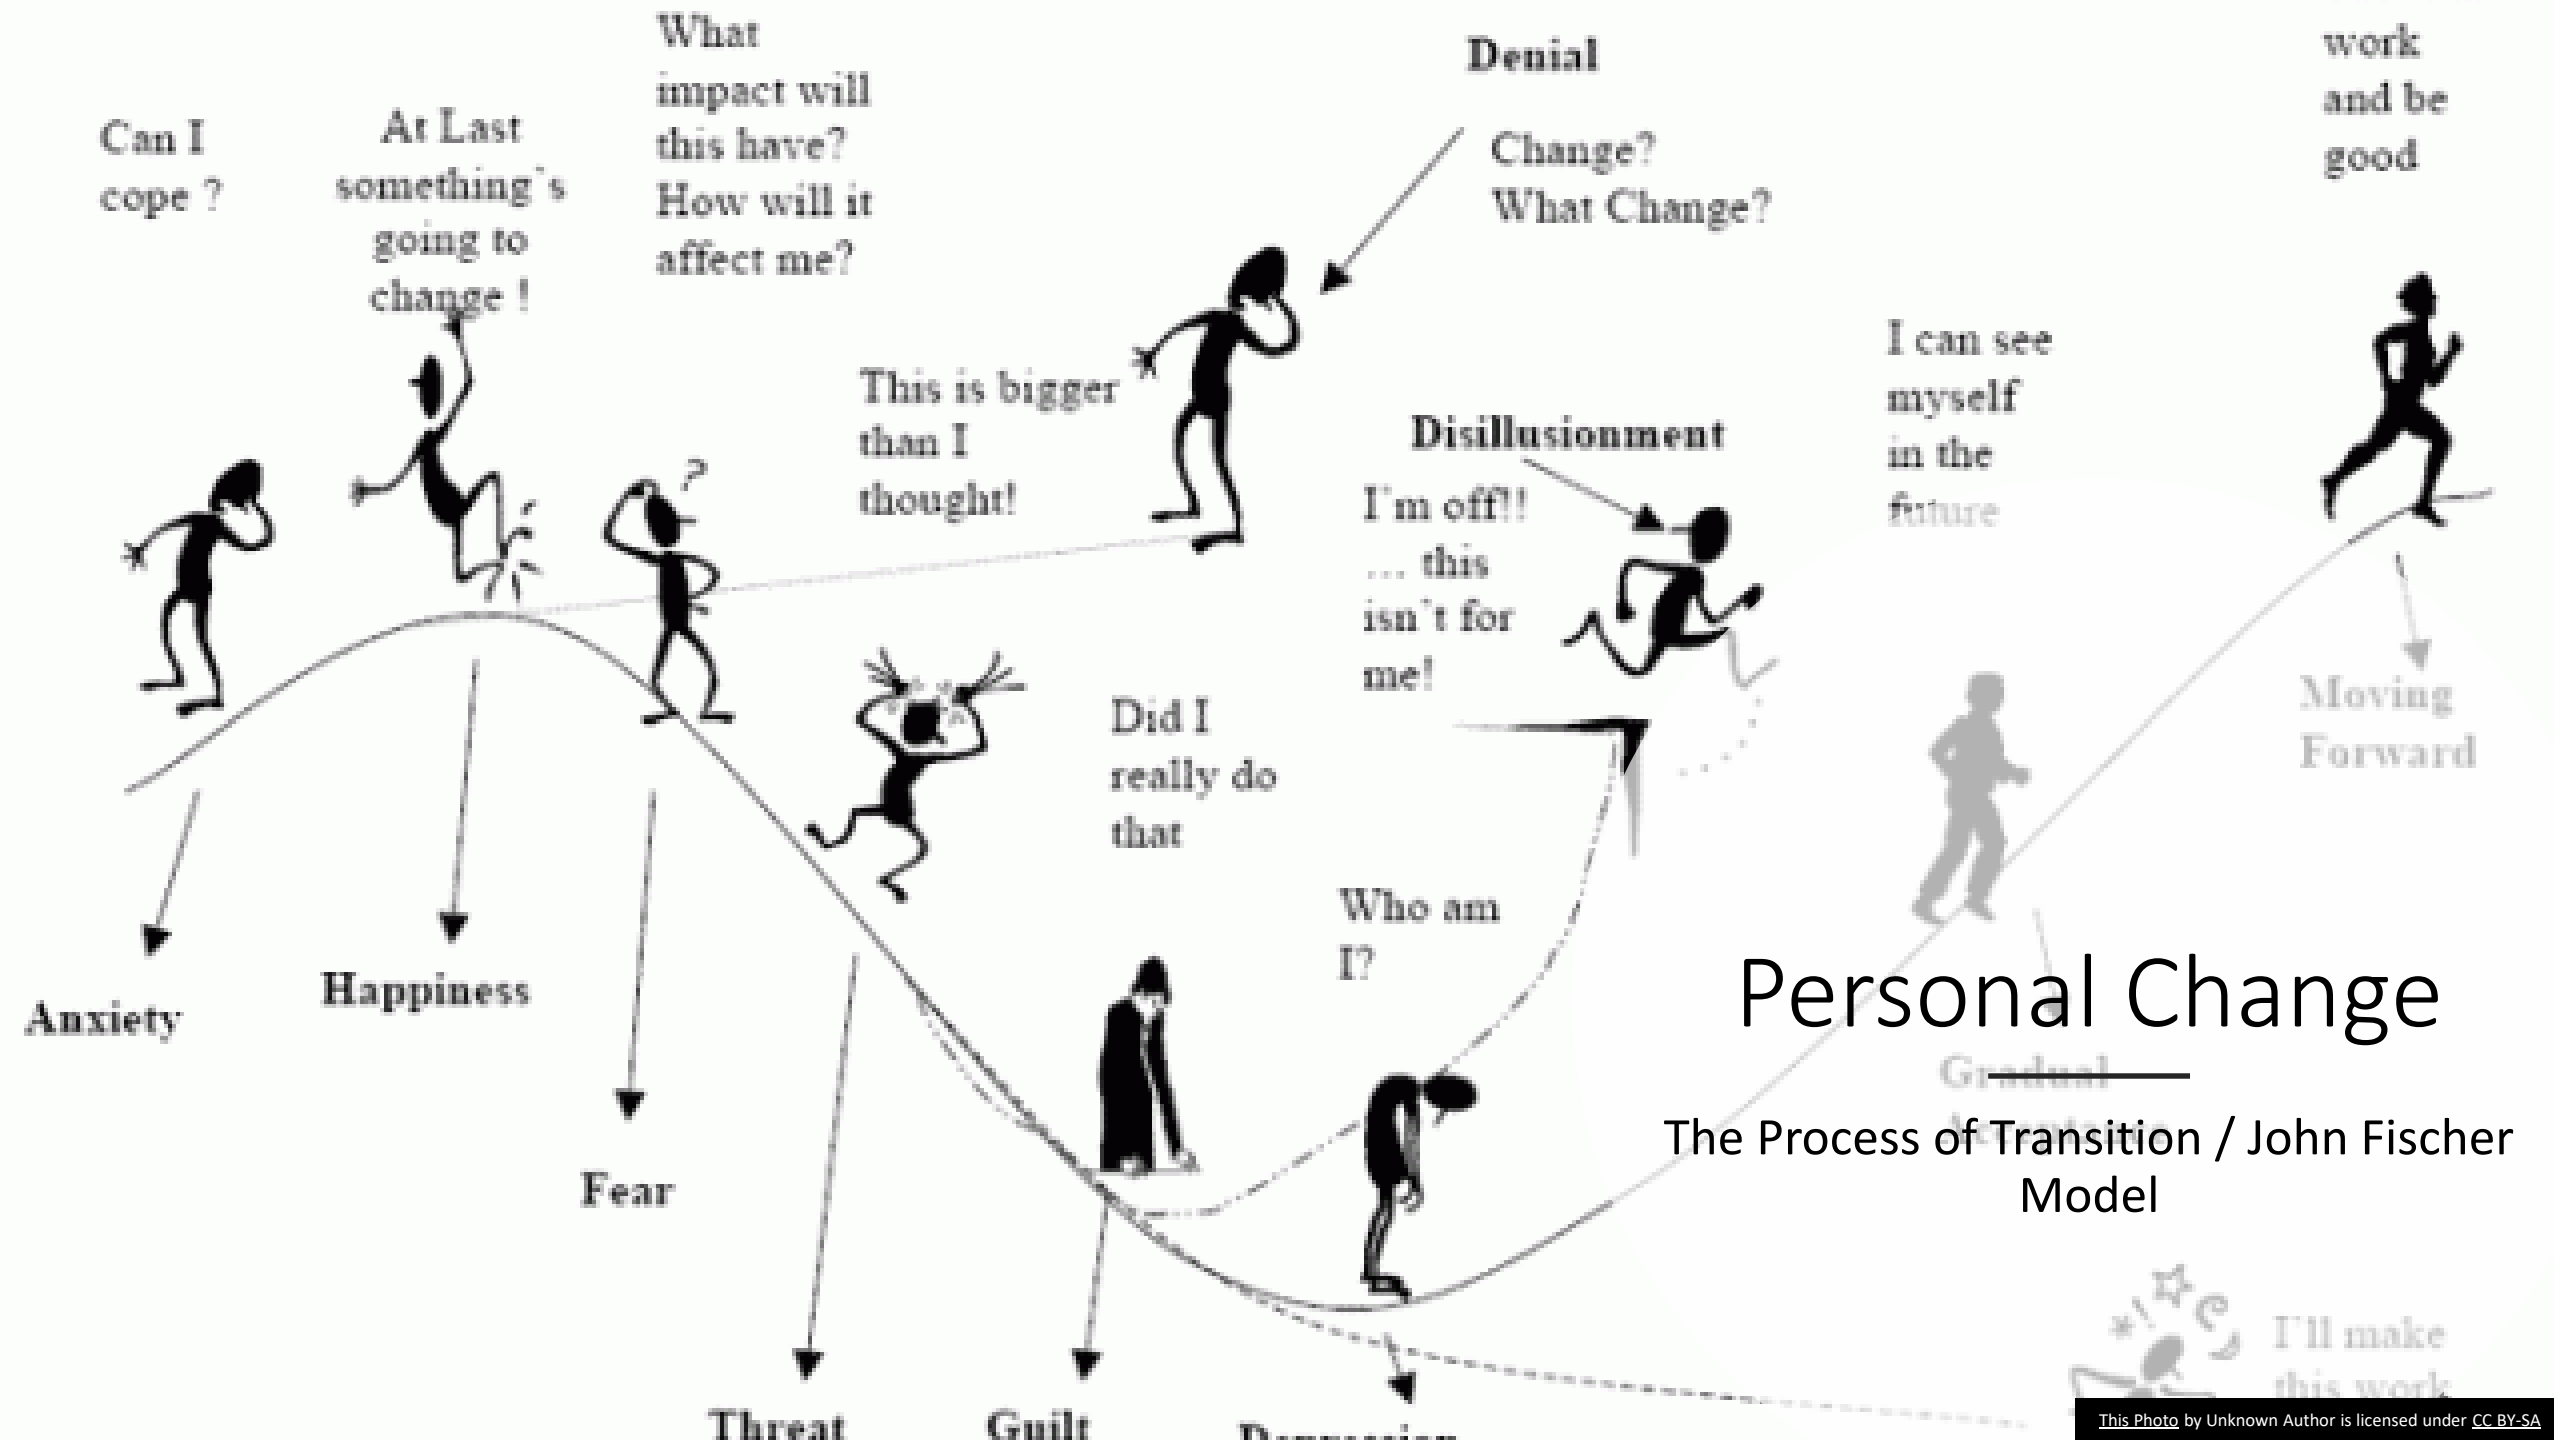 What
impact will
this have?
How will it
affect me?
Can I
cope ?
At Last
something`s
going to
change !
Denial
Change?
What Change?
work
and be
good
This is bigger
than I
thought!
Disillusionment
I`m off!!
... this
isn`t for
me!
I can see
myself
in the
future
Did I
really do
that
Moving
Forward
Who am
I?
Anxiety
Happiness
Fear
Personal Change
Gradual
Acceptance
The Process of Transition / John Fischer
Model
I`ll make
this work
Threat
Guilt
Depression
This Photo by Unknown Author is licensed under CC BY-SA